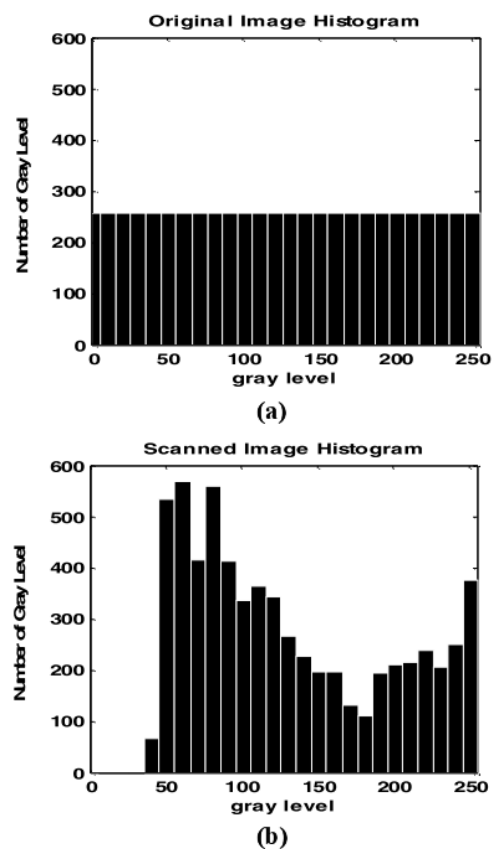 Original Image Histogram
600
500
400
300
200
100
0
Number of Gray Level
0 50 100 150 200 250
gray level
(a)
Scanned Image Histogram
600
500
400
300
200
100
0
Number of Gray Level
0 50 100 150 200 250
gray level
(b)